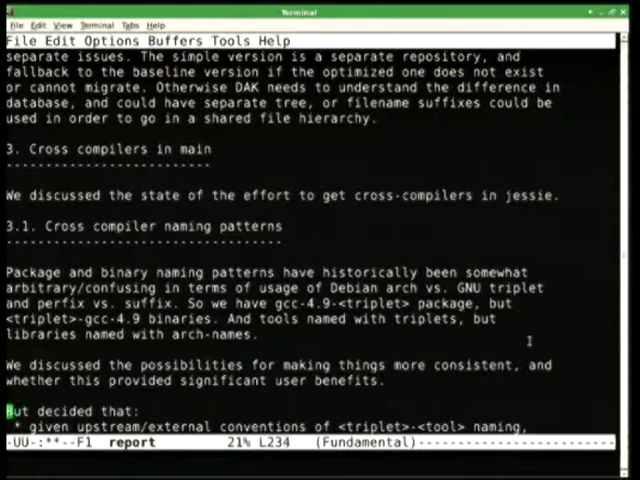 Terminal
File Edit View Terminal Tabs Help
File Edit Options Buffers Tools Help
separate issues. The simple version is a separate repository, and
fallback to the baseline version if the optimized one does not exist
or cannot migrate. Otherwise DAK needs to understand the difference in
database, and could have separate tree, or filename suffixes could be
used in order to go in a shared file hierarchy.
3. Cross compilers in main
--------------------------
We discussed the state of the effort to get cross-compilers in jessie.
3.1. Cross compiler naming patterns
-----------------------------------
Package and binary naming patterns have historically been somewhat
arbitrary/confusing in terms of usage of Debian arch vs. GNU triplet
and perfix vs. suffix. So we have gcc-4.9-<triplet> package, but
<triplet>-gcc-4.9 binaries. And tools named with triplets, but
libraries named with arch-names.
We discussed the possibilities for making things more consistent, and
whether this provided significant user benefits.
But decided that:
* given upstream/external conventions of <triplet>-<tool> naming,
-UU-:**--F1 report 21% L234 (Fundamental)-------------------------